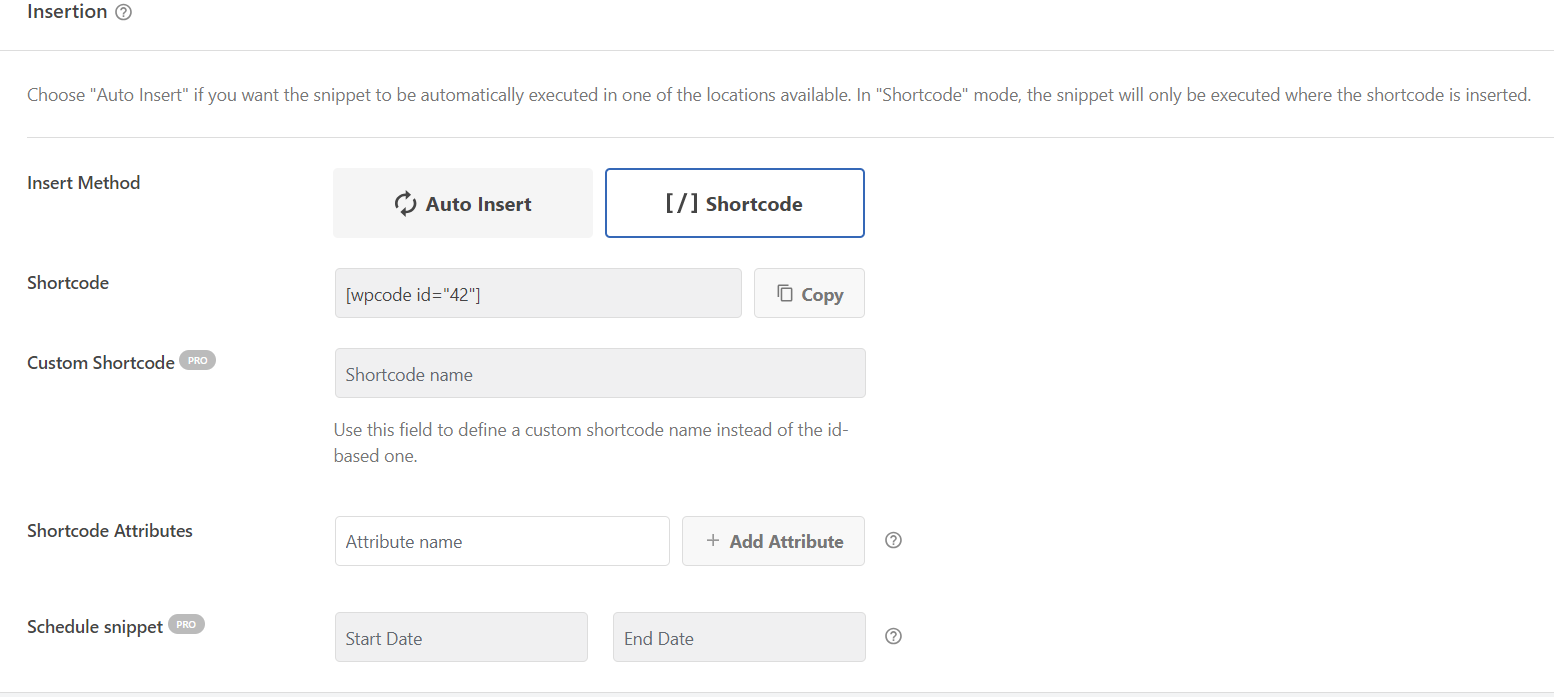 Insertion
Choose "Auto Insert" if you want the snippet to be automatically executed in one of the locations available. In "Shortcode" mode, the snippet will only be executed where the shortcode is inserted.
Insert Method
Auto Insert
[/] Shortcode
Shortcode
[wpcode id="42"]
Copy
Custom Shortcode PRO
Shortcode name
Use this field to define a custom shortcode name instead of the id-
based one.
Shortcode Attributes
Attribute name
+ Add Attribute
Schedule snippet PRO
Start Date
End Date